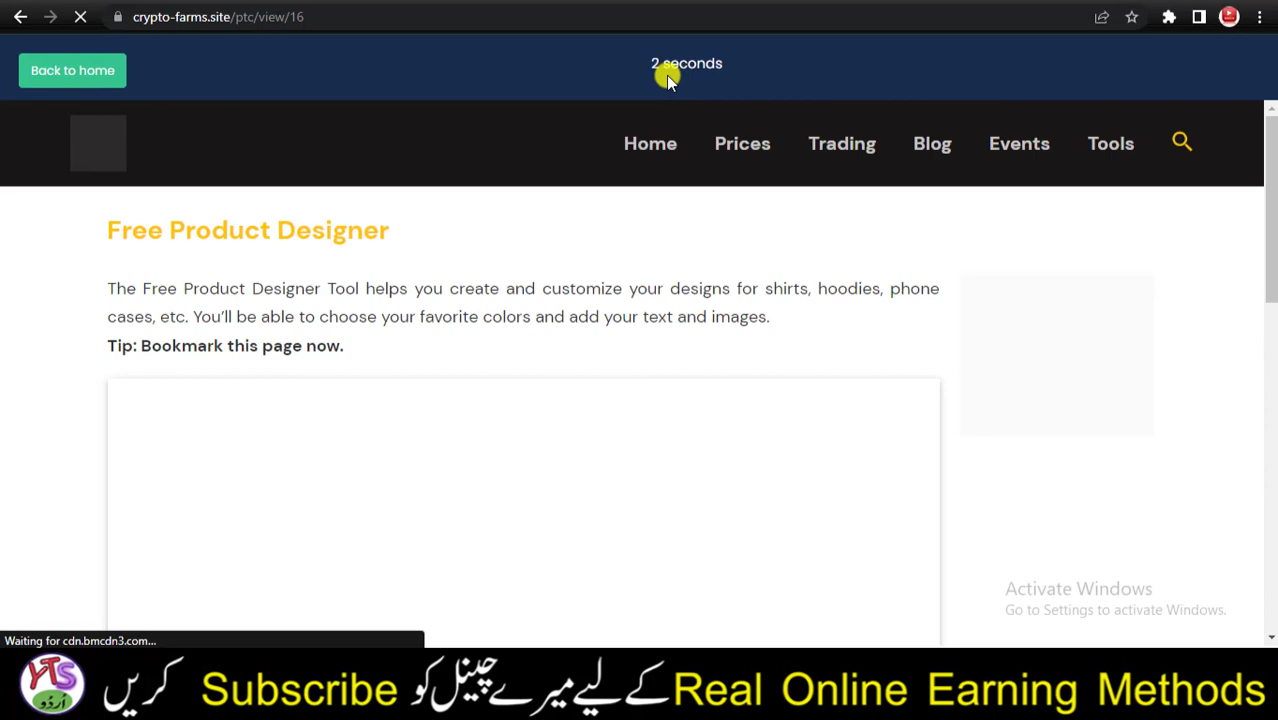 crypto-farms.site/ptc/view/16
Back to home
2 seconds
Home Prices Trading Blog Events Tools
Free Product Designer
The Free Product Designer Tool helps you create and customize your designs for shirts, hoodies, phone
cases, etc. You’ll be able to choose your favorite colors and add your text and images.
Tip: Bookmark this page now.
Activate Windows
Go to Settings to activate Windows.
Waiting for cdn.bmcdn3.com...
YTS
اردو
Real Online Earning Methods کے لیے میرے چینل کو Subscribe کریں